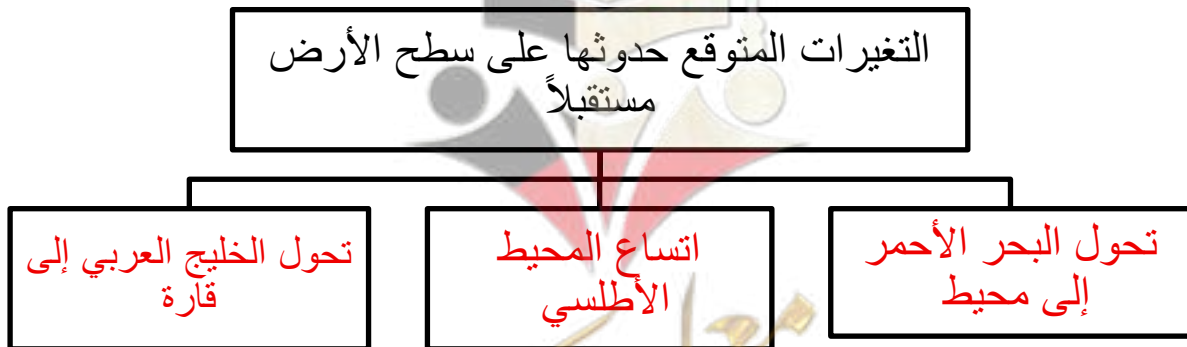 التغيرات المتوقع حدوثها على سطح الأرض
مستقبلاً
تحول البحر الأحمر
إلى محيط
اتساع المحيط
الأطلسي
تحول الخليج العربي إلى
قارة